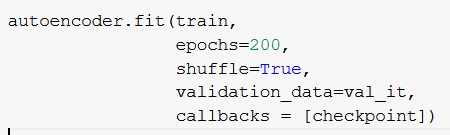 autoencoder.fit(train,
                epochs=200,
                shuffle=True,
                validation_data=val_it,
                callbacks = [checkpoint])